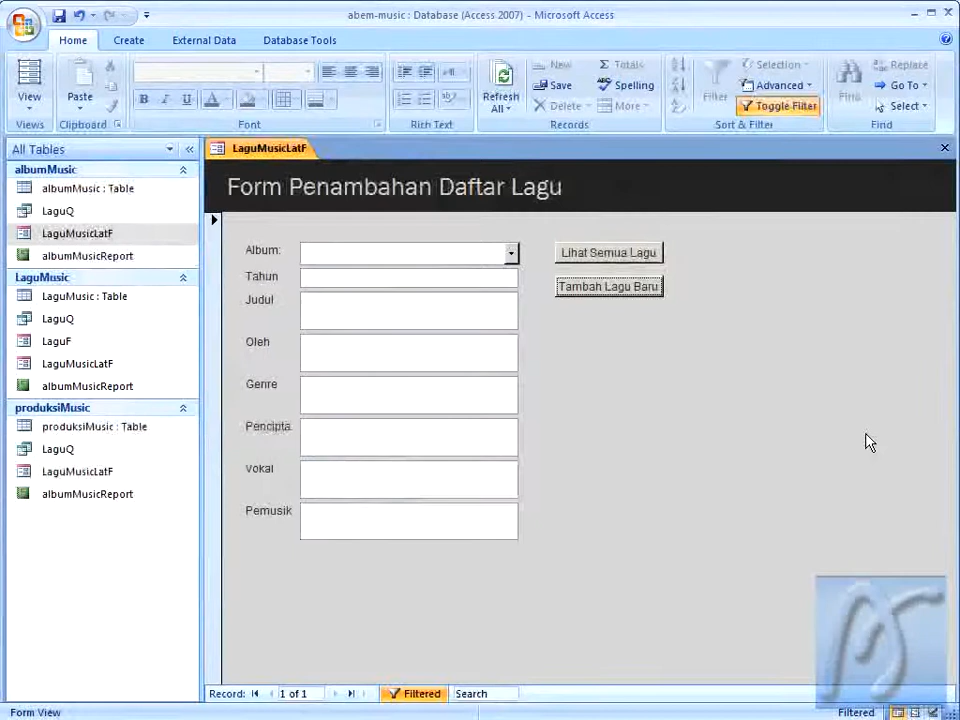 abem-music : Database (Access 2007) - Microsoft Access
Home Create External Data Database Tools
View
Views
Paste
Clipboard
Font
Rich Text
Refresh All
New
Save
Delete
Totals
Spelling
More
Records
Filter
Selection
Advanced
Toggle Filter
Sort & Filter
Find
Replace
Go To
Select
Find
All Tables
albumMusic
albumMusic : Table
LaguQ
LaguMusicLatF
albumMusicReport
LaguMusic
LaguMusic : Table
LaguQ
LaguF
LaguMusicLatF
albumMusicReport
produksiMusic
produksiMusic : Table
LaguQ
LaguMusicLatF
albumMusicReport
LaguMusicLatF
Form Penambahan Daftar Lagu
Album:
Tahun
Judul
Oleh
Genre
Pencipta
Vokal
Pemusik
Lihat Semua Lagu
Tambah Lagu Baru
Record: 1 of 1 Filtered Search
Form View
Filtered